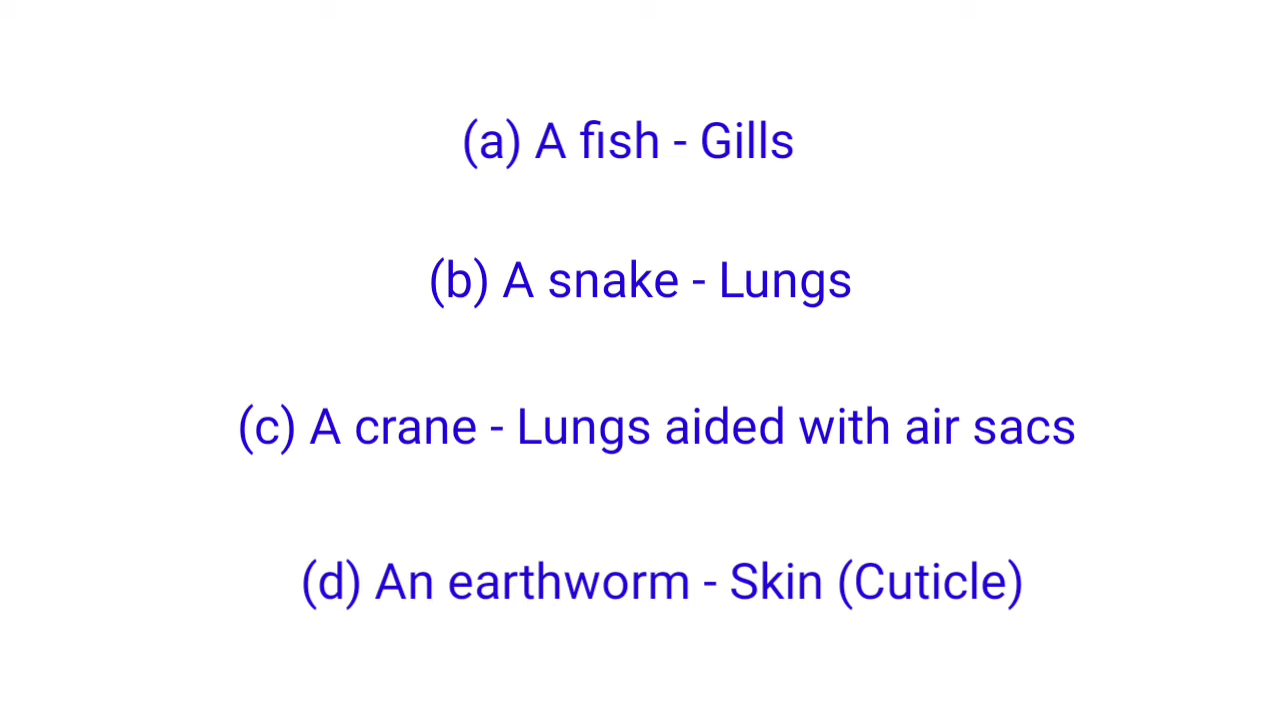 (a) A fish - Gills
(b) A snake - Lungs
(c) A crane - Lungs aided with air sacs
(d) An earthworm - Skin (Cuticle)